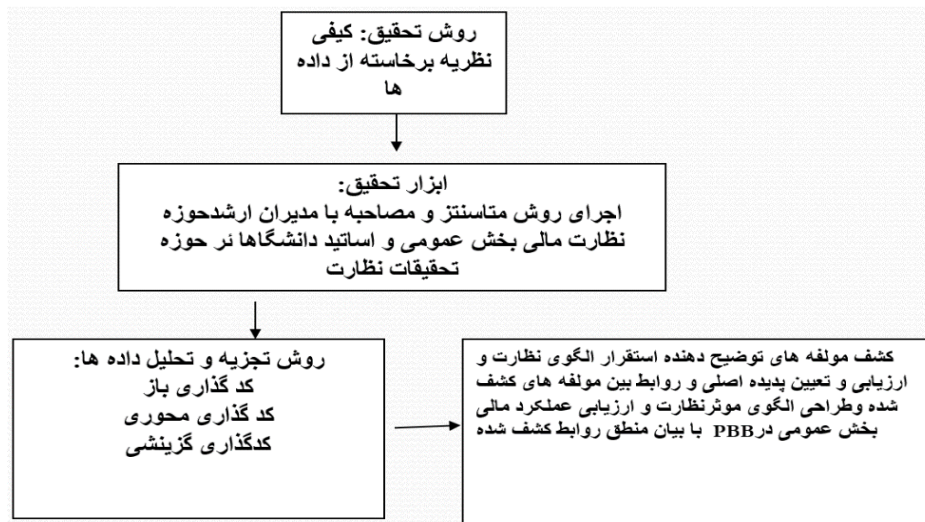 روش تحقیق: کیفی
نظریه برخاسته از داده
ها
ابزار تحقیق:
اجرای روش متاسنتز و مصاحبه با مدیران ارشدحوزه
نظارت مالی بخش عمومی و اساتید دانشگاها ئر حوزه
تحقیقات نظارت
روش تجزیه و تحلیل داده ها:
کد گذاری باز
کد گذاری محوری
کدگذاری گزینشی
کشف مولفه های توضیح دهنده استقرار الگوی نظارت و
ارزیابی و تعیین پدیده اصلی و روابط بین مولفه های کشف
شده وطراحی الگوی موثرنظارت و ارزیابی عملکرد مالی
بخش عمومی درPBB با بیان منطق روابط کشف شده